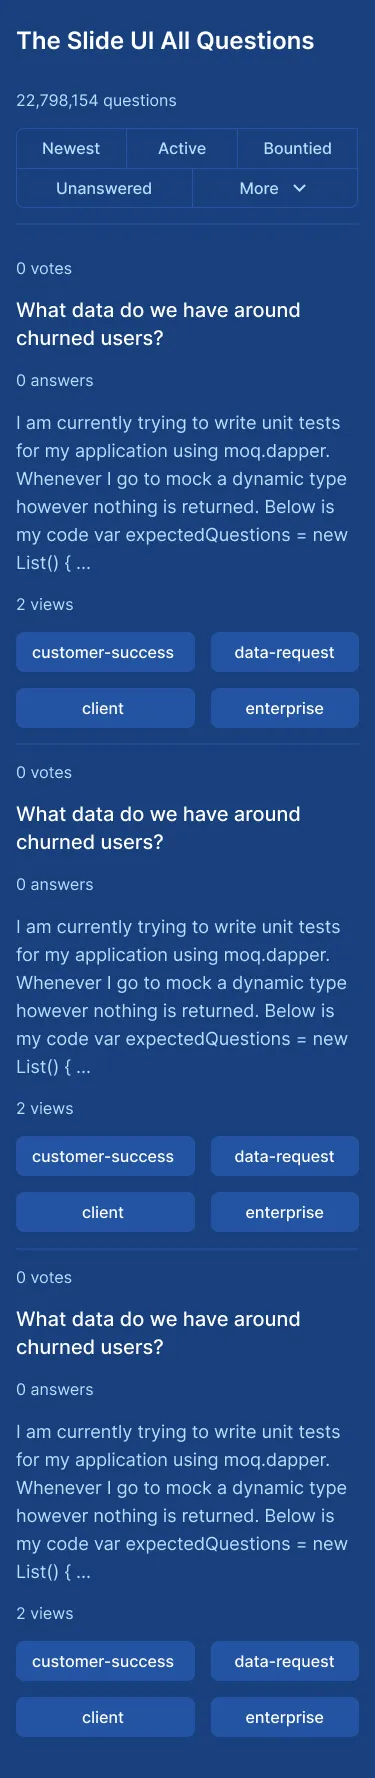 The Slide UI All Questions
22,798,154 questions
Newest Active Bountied
Unanswered More
0 votes
What data do we have around
churned users?
0 answers
I am currently trying to write unit tests
for my application using moq.dapper.
Whenever I go to mock a dynamic type
however nothing is returned. Below is
my code var expectedQuestions = new
List() { ...
2 views
customer-success data-request
client enterprise
0 votes
What data do we have around
churned users?
0 answers
I am currently trying to write unit tests
for my application using moq.dapper.
Whenever I go to mock a dynamic type
however nothing is returned. Below is
my code var expectedQuestions = new
List() { ...
2 views
customer-success data-request
client enterprise
0 votes
What data do we have around
churned users?
0 answers
I am currently trying to write unit tests
for my application using moq.dapper.
Whenever I go to mock a dynamic type
however nothing is returned. Below is
my code var expectedQuestions = new
List() { ...
2 views
customer-success data-request
client enterprise